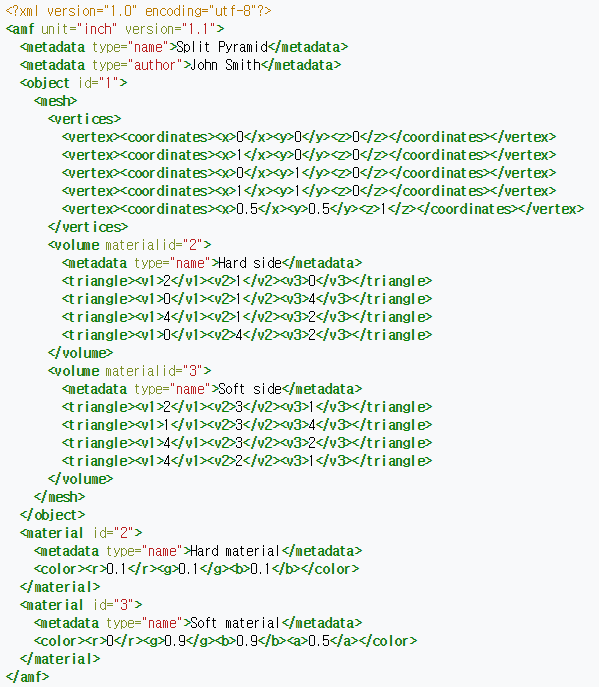 <?xml version="1.0" encoding="utf-8"?>
<amf unit="inch" version="1.1">
  <metadata type="name">Split Pyramid</metadata>
  <metadata type="author">John Smith</metadata>
  <object id="1">
    <mesh>
      <vertices>
        <vertex><coordinates><x>0</x><y>0</y><z>0</z></coordinates></vertex>
        <vertex><coordinates><x>1</x><y>0</y><z>0</z></coordinates></vertex>
        <vertex><coordinates><x>0</x><y>1</y><z>0</z></coordinates></vertex>
        <vertex><coordinates><x>1</x><y>1</y><z>0</z></coordinates></vertex>
        <vertex><coordinates><x>0.5</x><y>0.5</y><z>1</z></coordinates></vertex>
      </vertices>
      <volume materialid="2">
        <metadata type="name">Hard side</metadata>
        <triangle><v1>2</v1><v2>1</v2><v3>0</v3></triangle>
        <triangle><v1>0</v1><v2>1</v2><v3>4</v3></triangle>
        <triangle><v1>4</v1><v2>1</v2><v3>2</v3></triangle>
        <triangle><v1>0</v1><v2>4</v2><v3>2</v3></triangle>
      </volume>
      <volume materialid="3">
        <metadata type="name">Soft side</metadata>
        <triangle><v1>2</v1><v2>3</v2><v3>1</v3></triangle>
        <triangle><v1>1</v1><v2>3</v2><v3>4</v3></triangle>
        <triangle><v1>4</v1><v2>3</v2><v3>2</v3></triangle>
        <triangle><v1>4</v1><v2>2</v2><v3>1</v3></triangle>
      </volume>
    </mesh>
  </object>
  <material id="2">
    <metadata type="name">Hard material</metadata>
    <color><r>0.1</r><g>0.1</g><b>0.1</b></color>
  </material>
  <material id="3">
    <metadata type="name">Soft material</metadata>
    <color><r>0</r><g>0.9</g><b>0.9</b><a>0.5</a></color>
  </material>
</amf>